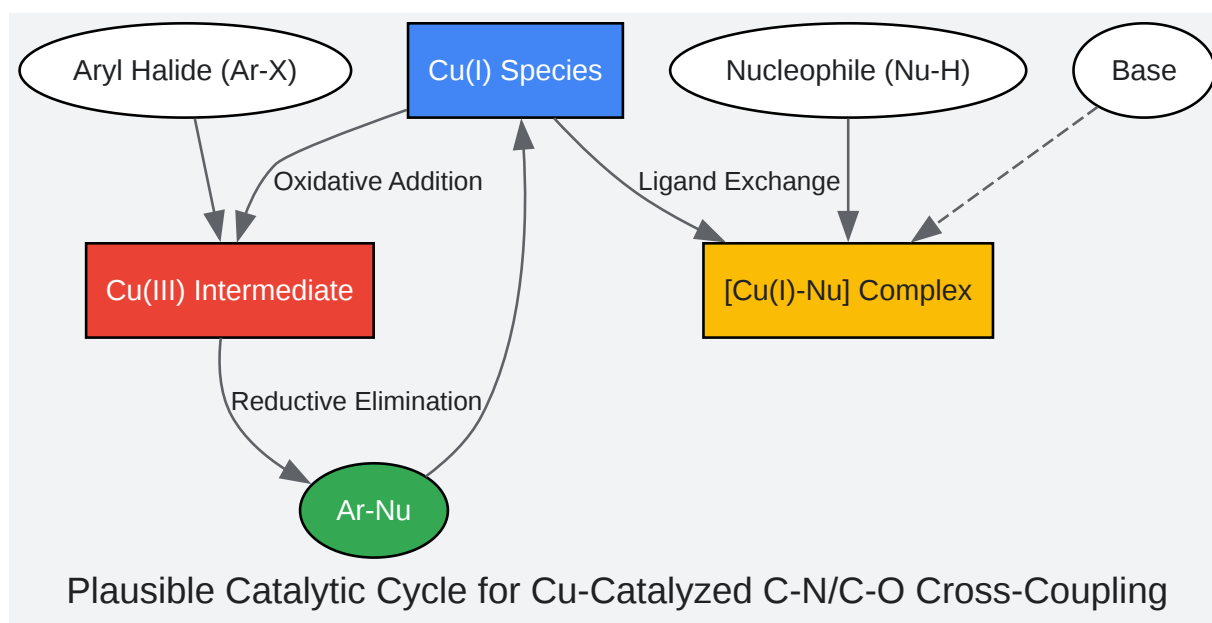 Aryl Halide (Ar-X)
Cu(I) Species
Nucleophile (Nu-H)
Base
Oxidative Addition
Ligand Exchange
Cu(III) Intermediate
[Cu(I)-Nu] Complex
Reductive Elimination
Ar-Nu
Plausible Catalytic Cycle for Cu-Catalyzed C-N/C-O Cross-Coupling